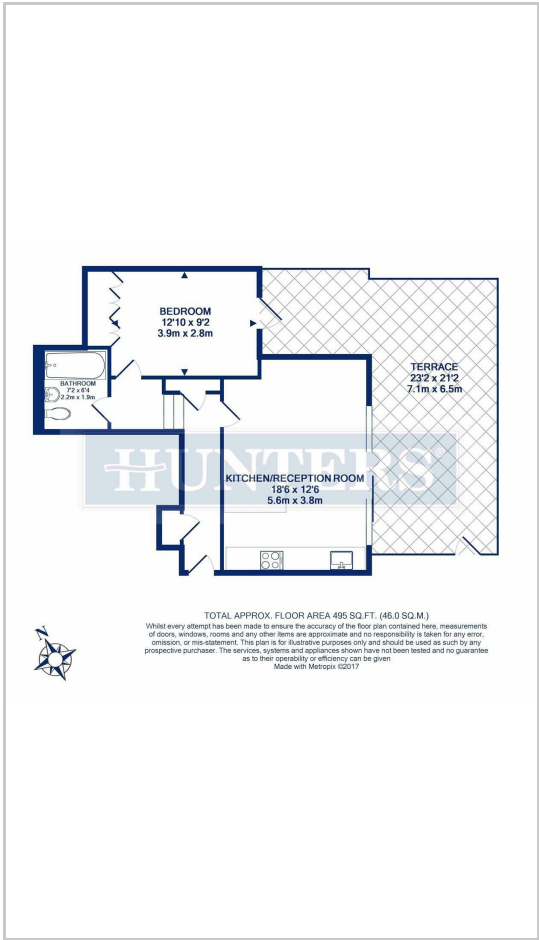 BEDROOM
12'10 x 9'2
3.9m x 2.8m
TERRACE
23'2 x 21'2
7.1m x 6.5m
BATHROOM
7'2 x 6'4
2.2m x 1.9m
HUNTERS®
KITCHEN/RECEPTION ROOM
18'6 x 12'6
5.6m x 3.8m
TOTAL APPROX. FLOOR AREA 495 SQ.FT. (46.0 SQ.M.)
Whilst every attempt has been made to ensure the accuracy of the floor plan contained here, measurements
of doors, windows, rooms and any other items are approximate and no responsibility is taken for any error,
omission, or mis-statement. This plan is for illustrative purposes only and should be used as such by any
prospective purchaser. The services, systems and appliances shown have not been tested and no guarantee
as to their operability or efficiency can be given
Made with Metropix ©2017
N